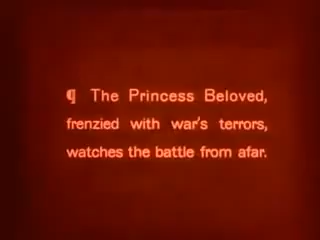 ¶ The Princess Beloved,
frenzied with war's terrors,
watches the battle from afar.